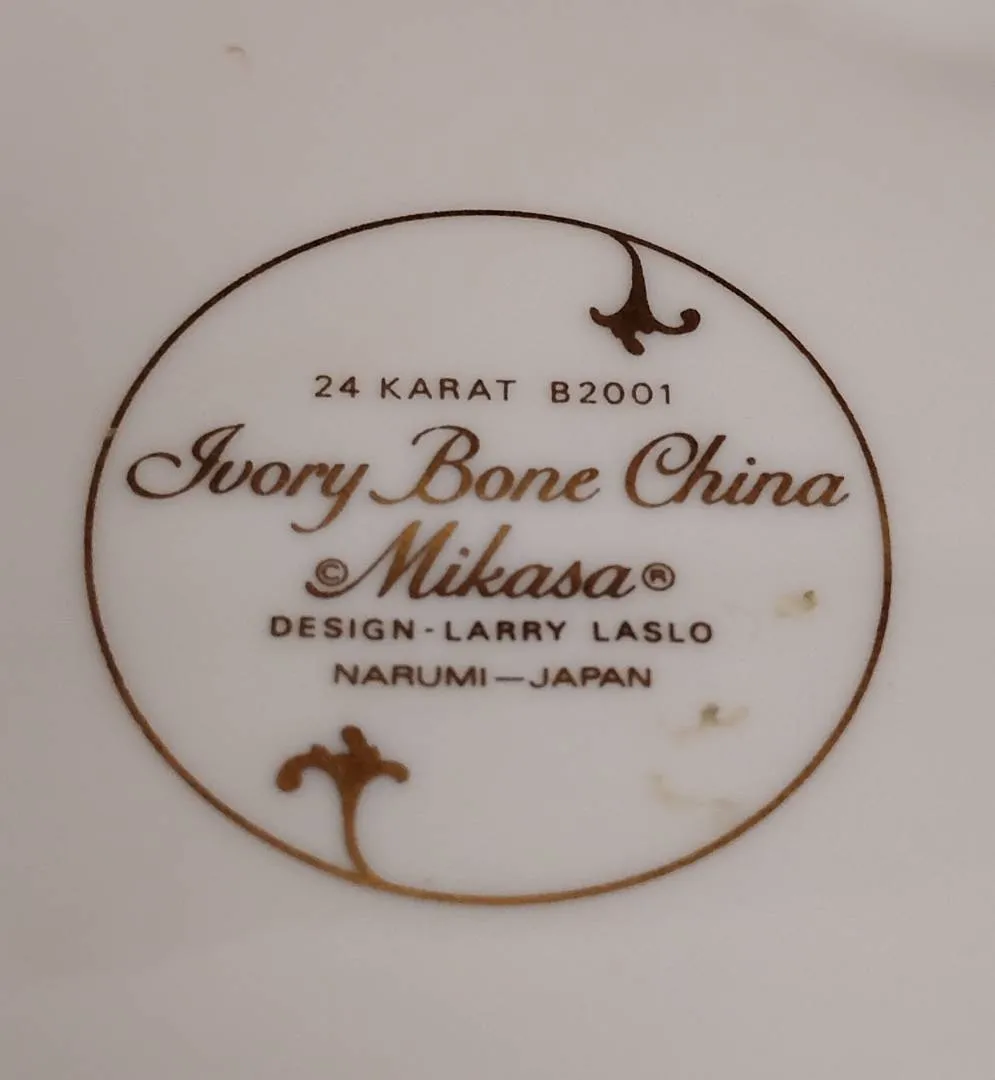 24 KARAT B2001
Ivory Bone China
©Mikasa®
DESIGN-LARRY LASLO
NARUMI—JAPAN